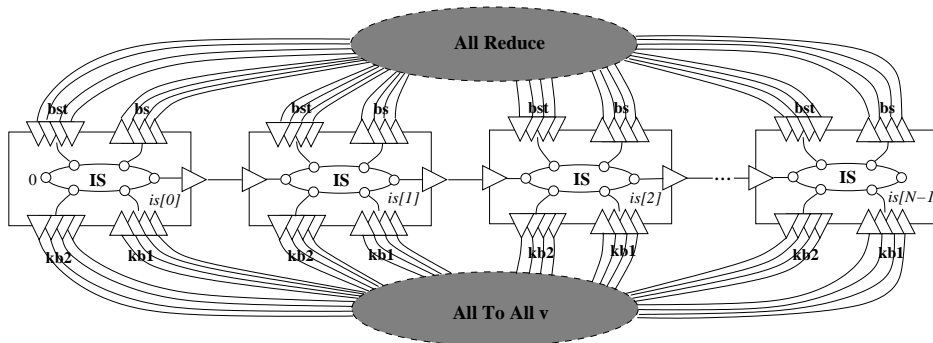 All Reduce
bst bs bst bs bst bs bst bs
0 IS IS IS ... IS
is[0] is[1] is[2] is[N−1]
kb2 kb1 kb2 kb1 kb2 kb1 kb2 kb1
All To All v